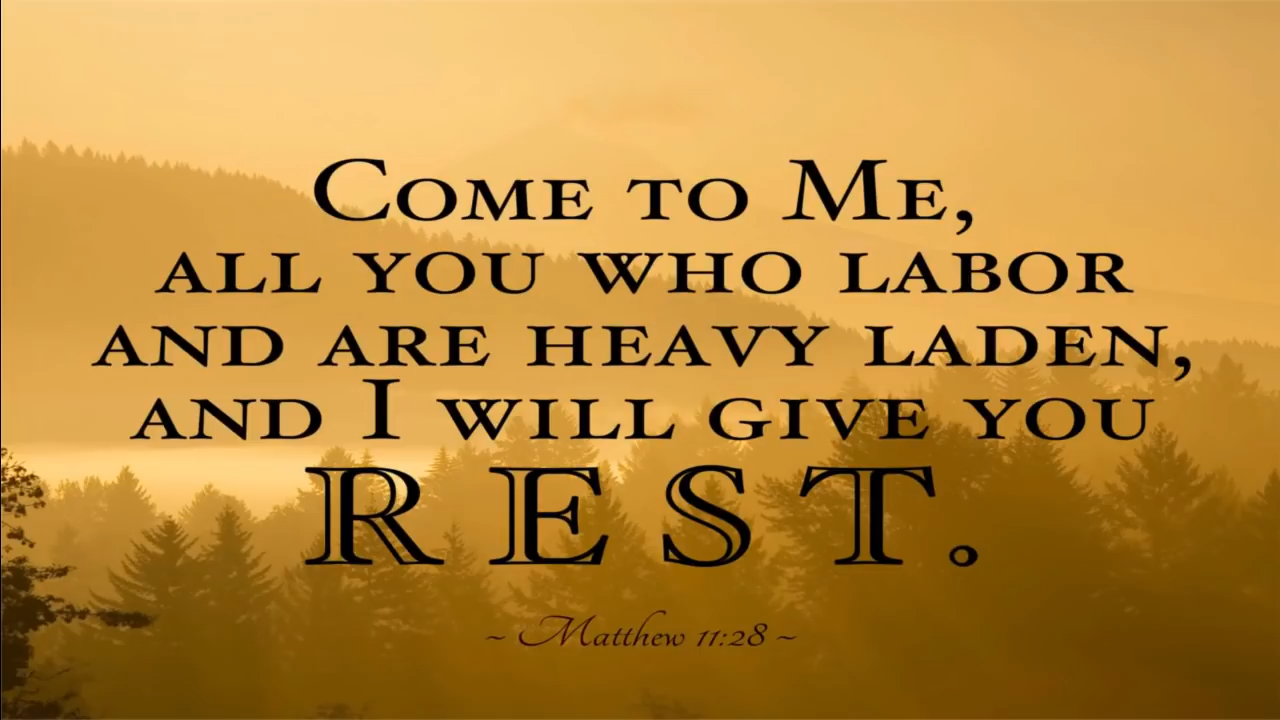 Come to Me,
all you who labor
and are heavy laden,
and I will give you
REST.
~ Matthew 11:28 ~